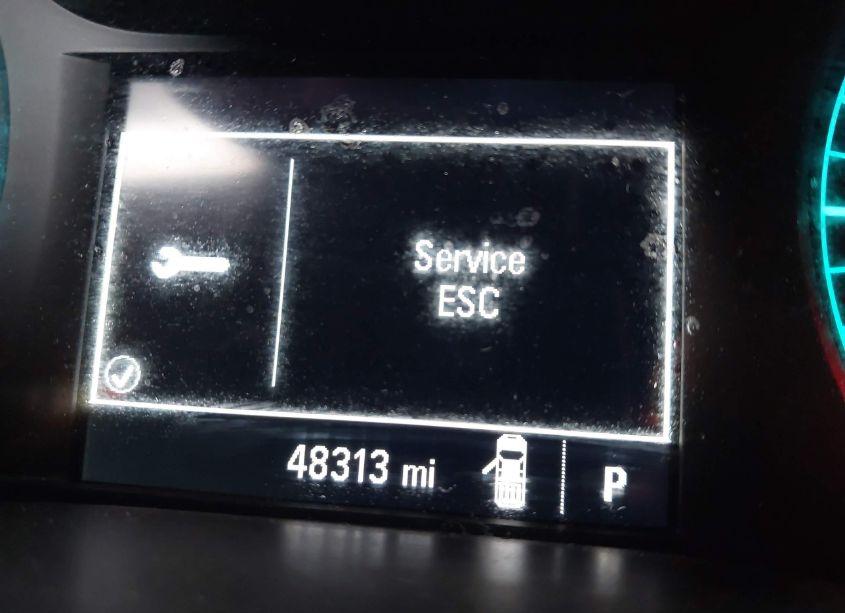 Service
ESC
48313 mi
P